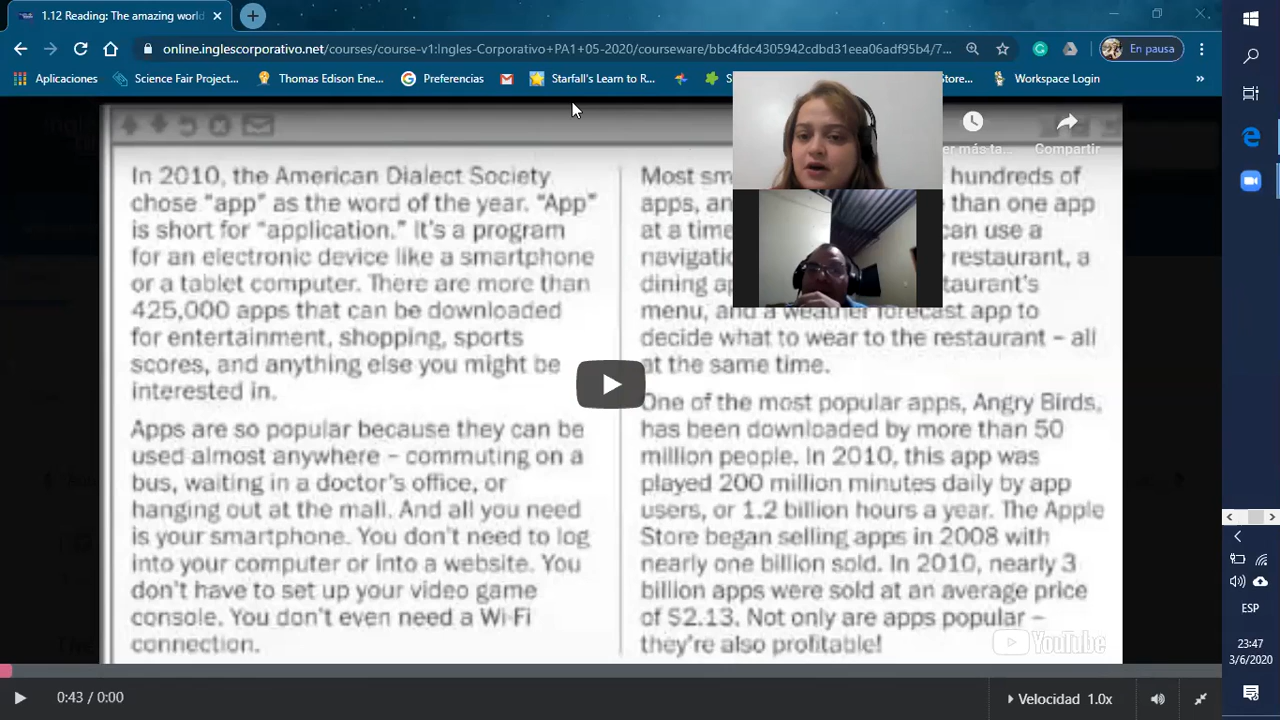 1.12 Reading: The amazing world
online.inglescorporativo.net/courses/course-v1:Ingles-Corporativo+PA1+05-2020/courseware/bbc4fdc4305942cdbd31eea06adf95b4/7...
En pausa
Aplicaciones
Science Fair Project...
Thomas Edison Ene...
Preferencias
Starfall's Learn to R...
S
Store...
Workspace Login
»
er más ta...
Compartir
In 2010, the American Dialect Society
chose “app” as the word of the year. “App”
is short for “application.” It's a program
for an electronic device like a smartphone
or a tablet computer. There are more than
425,000 apps that can be downloaded
for entertainment, shopping, sports
scores, and anything else you might be
interested in.
Apps are so popular because they can be
used almost anywhere – commuting on a
bus, waiting in a doctor's office, or
hanging out at the mall. And all you need
is your smartphone. You don't need to log
into your computer or into a website. You
don't have to set up your video game
console. You don't even need a Wi-Fi
connection.
Most sm hundreds of
apps, an than one app
at a time can use a
navigatio restaurant, a
dining ap taurant's
menu, and a weather forecast app to
decide what to wear to the restaurant – all
at the same time.
One of the most popular apps, Angry Birds,
has been downloaded by more than 50
million people. In 2010, this app was
played 200 million minutes daily by app
users, or 1.2 billion hours a year. The Apple
Store began selling apps in 2008 with
nearly one billion sold. In 2010, nearly 3
billion apps were sold at an average price
of $2.13. Not only are apps popular –
they're also profitable!
YouTube
0:43 / 0:00
Velocidad 1.0x
ESP
23:47
3/6/2020